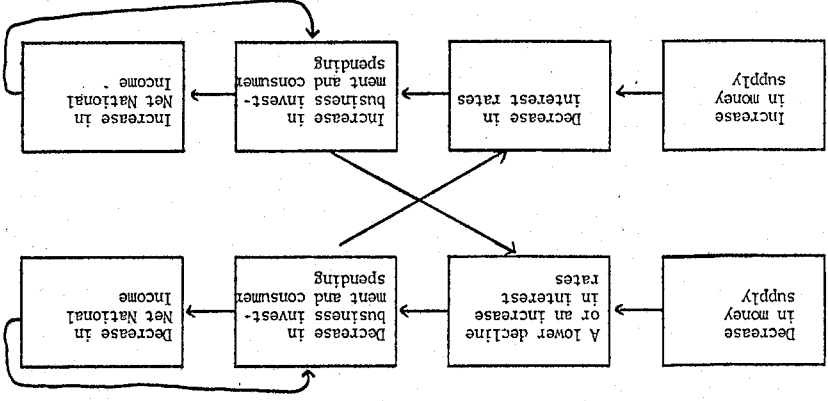 Decrease
in money
supply
A lower decline
or an increase
in interest
rates
Decrease in
business invest-
ment and consumer
spending
Decrease in
Net National
Income
Increase
in money
supply
Decrease in
interest rates
Increase in
business invest-
ment and consumer
spending
Increase in
Net National
Income